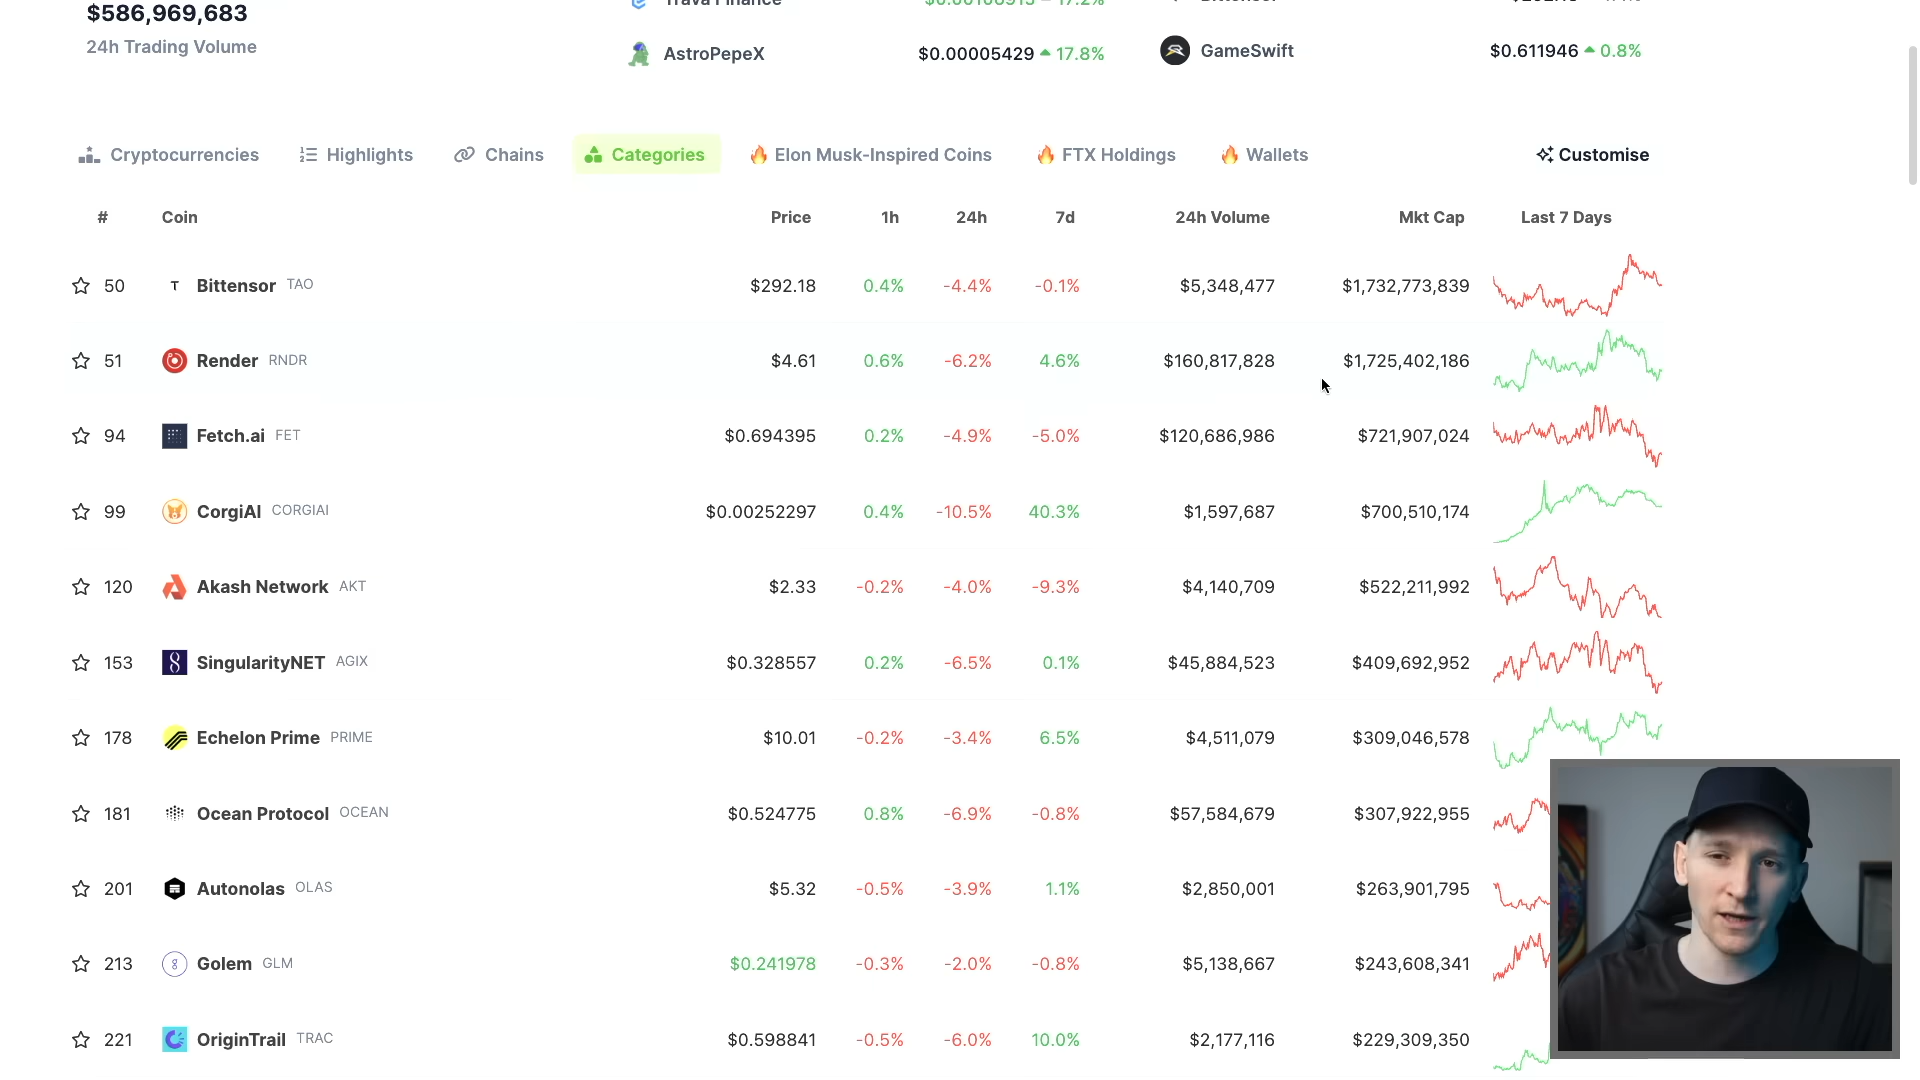 $586,969,683
24h Trading Volume
AstroPepeX $0.00005429 17.8%
GameSwift $0.611946 0.8%
Cryptocurrencies Highlights Chains Categories Elon Musk-Inspired Coins FTX Holdings Wallets Customise
# Coin Price 1h 24h 7d 24h Volume Mkt Cap Last 7 Days
50 T Bittensor TAO $292.18 0.4% -4.4% -0.1% $5,348,477 $1,732,773,839
51 Render RNDR $4.61 0.6% -6.2% 4.6% $160,817,828 $1,725,402,186
94 Fetch.ai FET $0.694395 0.2% -4.9% -5.0% $120,686,986 $721,907,024
99 CorgiAI CORGIAI $0.00252297 0.4% -10.5% 40.3% $1,597,687 $700,510,174
120 Akash Network AKT $2.33 -0.2% -4.0% -9.3% $4,140,709 $522,211,992
153 SingularityNET AGIX $0.328557 0.2% -6.5% 0.1% $45,884,523 $409,692,952
178 Echelon Prime PRIME $10.01 -0.2% -3.4% 6.5% $4,511,079 $309,046,578
181 Ocean Protocol OCEAN $0.524775 0.8% -6.9% -0.8% $57,584,679 $307,922,955
201 Autonolas OLAS $5.32 -0.5% -3.9% 1.1% $2,850,001 $263,901,795
213 Golem GLM $0.241978 -0.3% -2.0% -0.8% $5,138,667 $243,608,341
221 OriginTrail TRAC $0.598841 -0.5% -6.0% 10.0% $2,177,116 $229,309,350